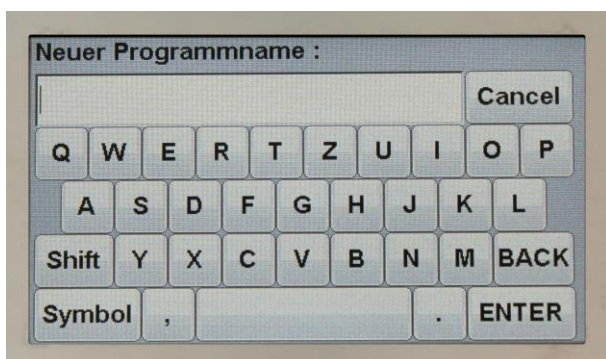 Neuer Programmname :
Cancel
Q W E R T Z U I O P
A S D F G H J K L
Shift Y X C V B N M BACK
Symbol , . ENTER